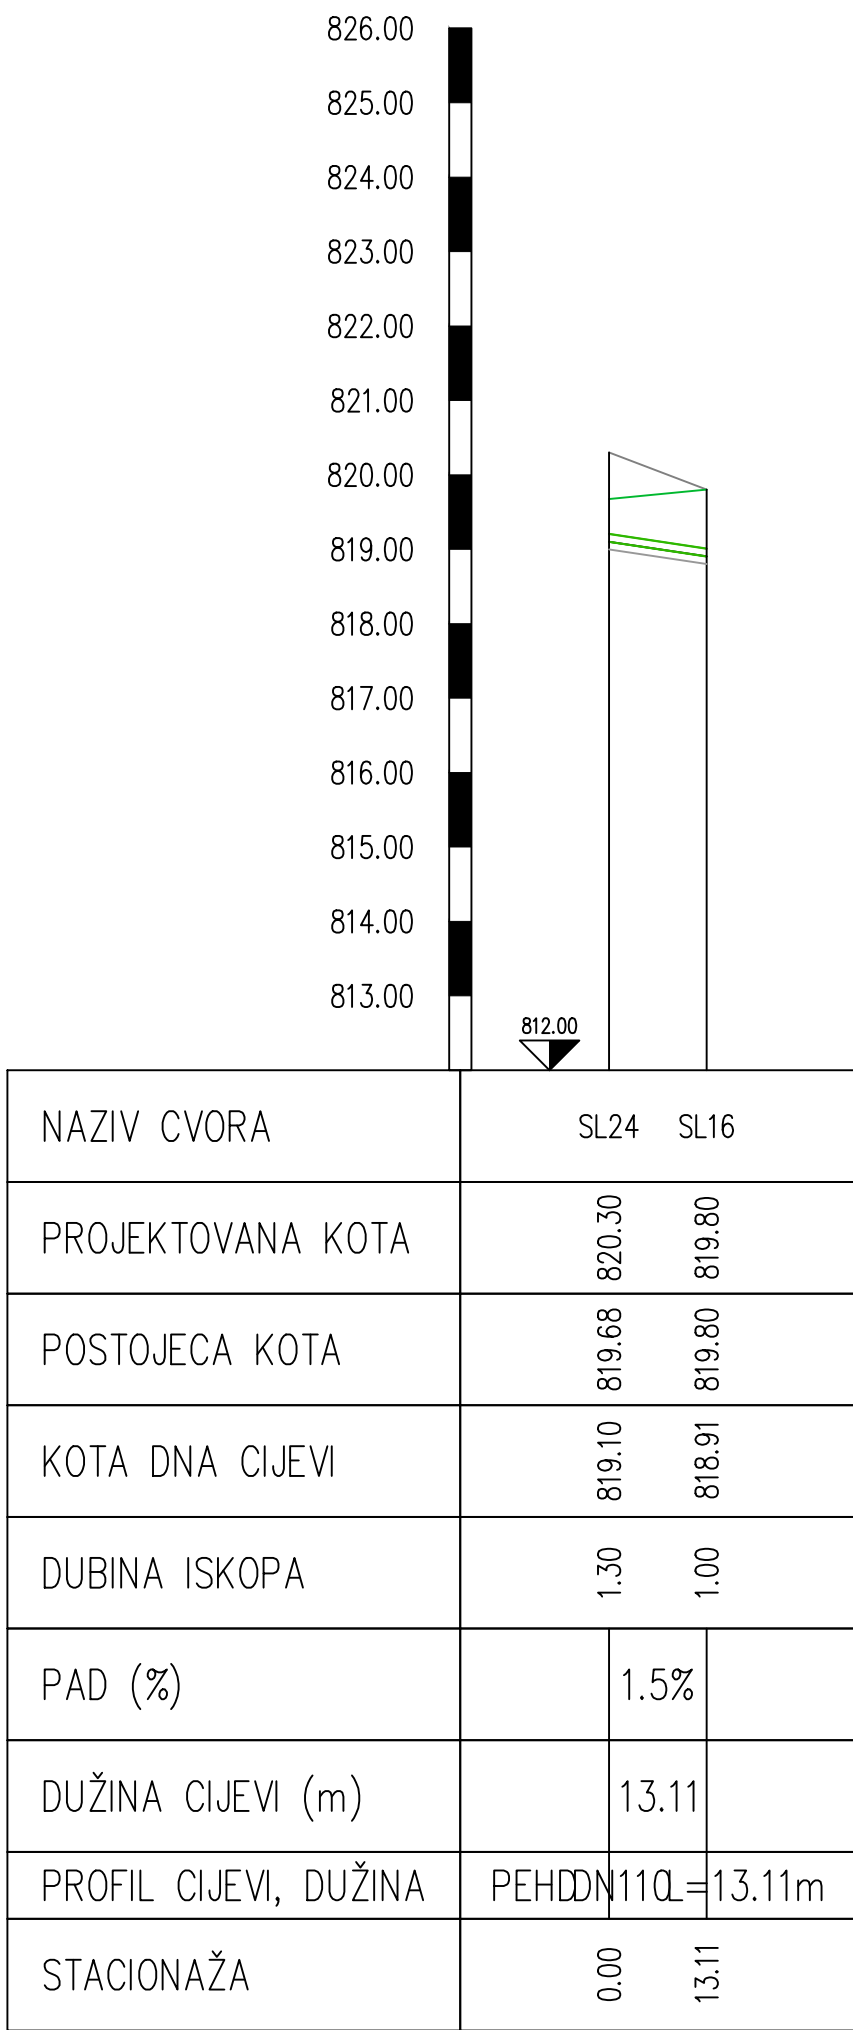 826.00
825.00
824.00
823.00
822.00
821.00
820.00
819.00
818.00
817.00
816.00
815.00
814.00
813.00
812.00
NAZIV CVORA SL24 SL16
PROJEKTOVANA KOTA 820.30 819.80
POSTOJECA KOTA 819.68 819.80
KOTA DNA CIJEVI 819.10 818.91
DUBINA ISKOPA 1.30 1.00
PAD (%) 1.5%
DUŽINA CIJEVI (m) 13.11
PROFIL CIJEVI, DUŽINA PEHD DN110 L=13.11m
STACIONAŽA 0.00 13.11